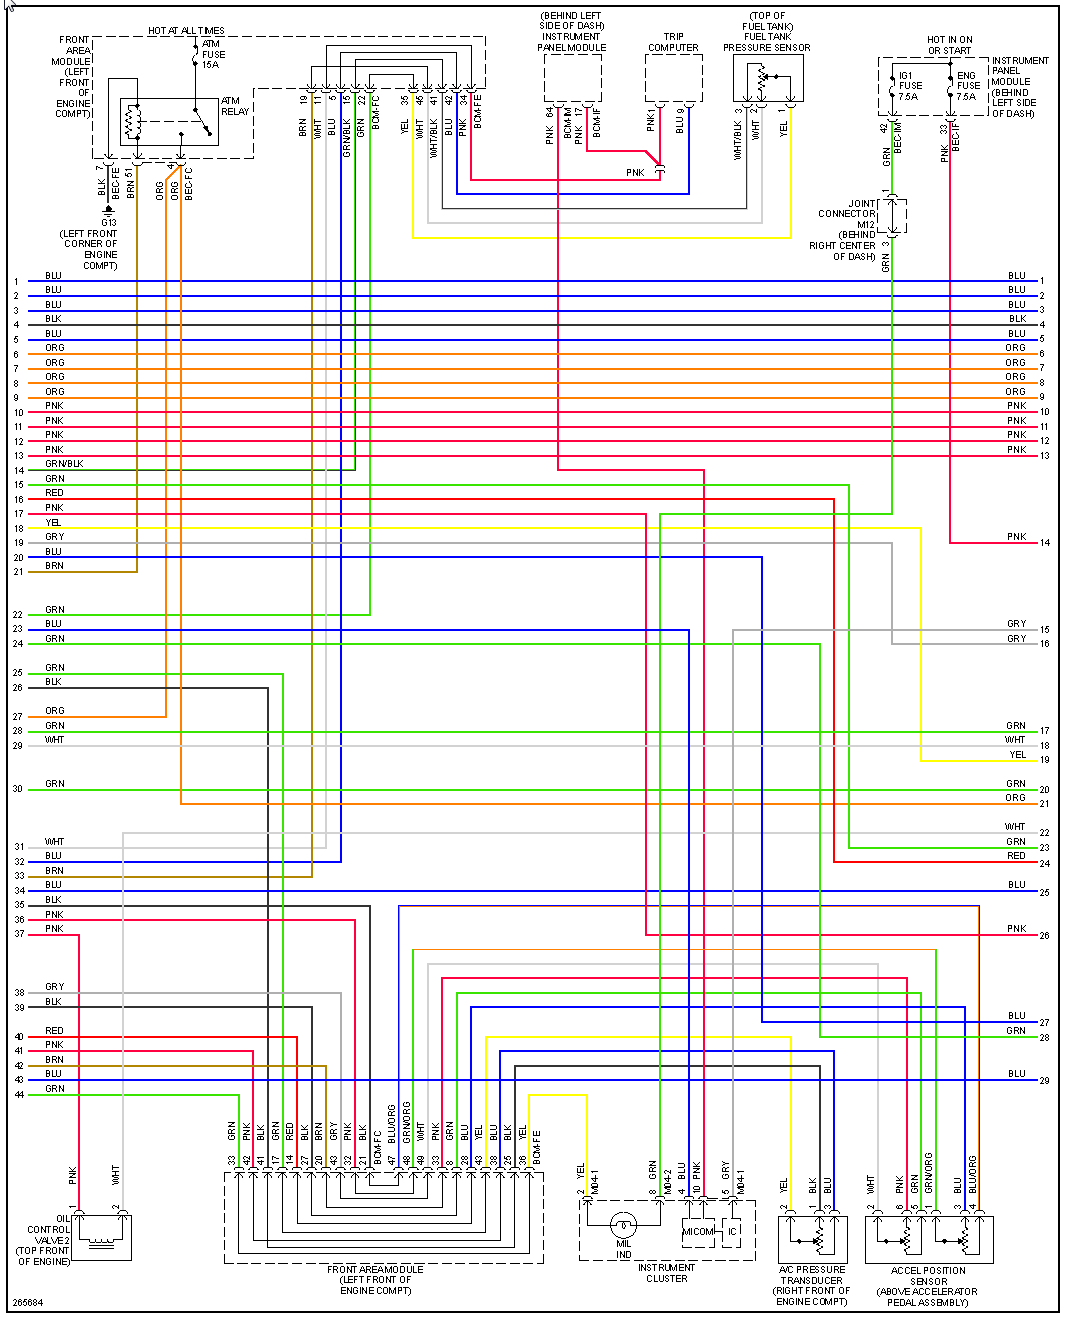 HOT AT ALL TIMES
FRONT
AREA
MODULE
(LEFT
FRONT
OF
ENGINE
COMPT)
ATM
FUSE
15A
ATM
RELAY
7
BLK
BEC-FE
BRN 51
ORG
ORG
4
BEC-FC
G13
(LEFT FRONT
CORNER OF
ENGINE
COMPT)
19
BRN
11
WHT
5
BLU
15
GRN/BLK
22
GRN
BCM-FC
35
YEL
45
WHT
41
WHT/BLK
42
BLU
34
PNK
BCM-FE
(BEHIND LEFT
SIDE OF DASH)
INSTRUMENT
PANEL MODULE
PNK 64
BCM-IM
PNK 17
BCM-IF
TRIP
COMPUTER
PNK 1
BLU 9
PNK
(TOP OF
FUEL TANK)
FUEL TANK
PRESSURE SENSOR
WHT/BLK 3
WHT 2
YEL 1
HOT IN ON
OR START
INSTRUMENT
PANEL
MODULE
(BEHIND
LEFT SIDE
OF DASH)
IG1
FUSE
7.5A
ENG
FUSE
7.5A
GRN 42
BEC-IM
PNK 33
BEC-IF
1
JOINT
CONNECTOR
M12
(BEHIND
RIGHT CENTER
OF DASH)
GRN 3
1 BLU BLU 1
2 BLU BLU 2
3 BLU BLU 3
4 BLK BLK 4
5 BLU BLU 5
6 ORG ORG 6
7 ORG ORG 7
8 ORG ORG 8
9 ORG ORG 9
10 PNK PNK 10
11 PNK PNK 11
12 PNK PNK 12
13 PNK PNK 13
14 GRN/BLK
15 GRN
16 RED
17 PNK
18 YEL
19 GRY PNK 14
20 BLU
21 BRN
22 GRN
23 BLU GRY 15
24 GRN GRY 16
25 GRN
26 BLK
27 ORG
28 GRN GRN 17
29 WHT WHT 18
YEL 19
30 GRN GRN 20
ORG 21
WHT 22
31 WHT GRN 23
32 BLU RED 24
33 BRN
34 BLU BLU 25
35 BLK
36 PNK
37 PNK PNK 26
38 GRY
39 BLK
BLU 27
40 RED GRN 28
41 PNK
42 BRN
43 BLU BLU 29
44 GRN
PNK 1
WHT 2
OIL
CONTROL
VALVE 2
(TOP FRONT
OF ENGINE)
33 GRN
42 PNK
41 BLK
17 GRN
14 RED
27 BLK
20 BRN
43 GRY
32 PNK
21 BLK
BCM-FC
47 BLU/ORG
48 GRN/ORG
49 WHT
33 PNK
8 GRN
28 BLU
43 YEL
38 BLU
25 BLK
36 YEL
BCM-FE
FRONT AREA MODULE
(LEFT FRONT OF
ENGINE COMPT)
2 YEL
M04-1
8 GRN
M04-2
4 BLU
10 PNK
5 GRY
M04-1
MIL
IND
MICOM
IC
INSTRUMENT
CLUSTER
2 YEL
1 BLK
3 BLU
A/C PRESSURE
TRANSDUCER
(RIGHT FRONT OF
ENGINE COMPT)
2 WHT
6 PNK
5 GRN
1 GRN/ORG
3 BLU
4 BLU/ORG
ACCEL POSITION
SENSOR
(ABOVE ACCELERATOR
PEDAL ASSEMBLY)
265684